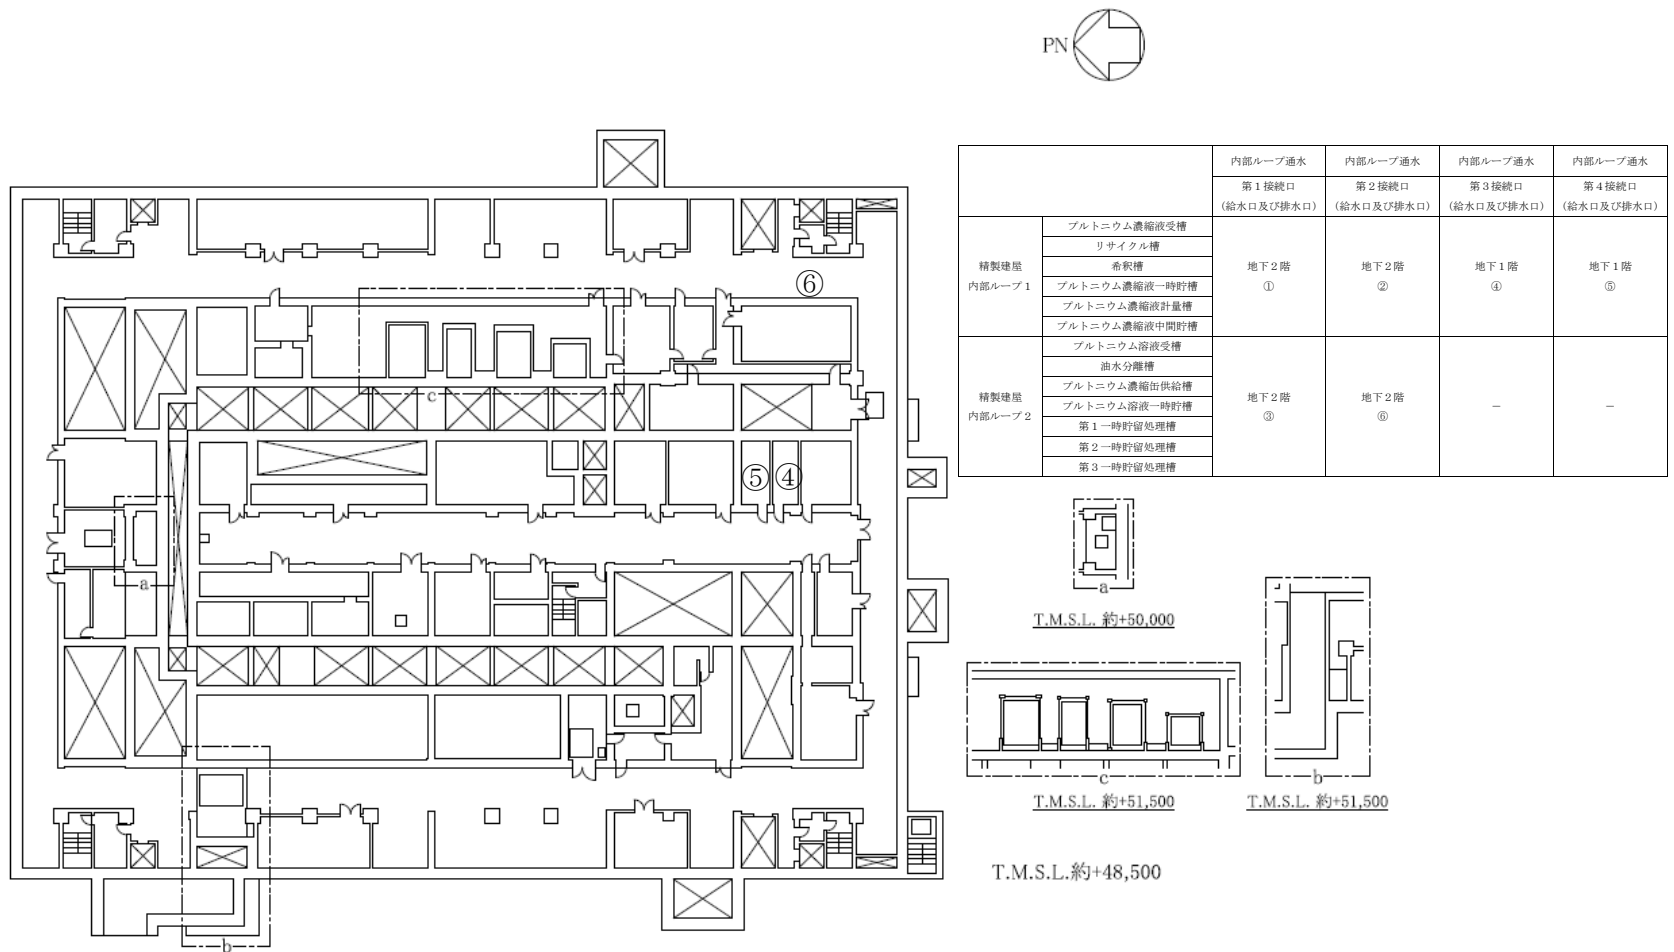 PN
内部ループ通水
内部ループ通水
内部ループ通水
内部ループ通水
第1接続口
(給水口及び排水口)
第2接続口
(給水口及び排水口)
第3接続口
(給水口及び排水口)
第4接続口
(給水口及び排水口)
精製建屋
内部ループ1
プルトニウム濃縮液受槽
リサイクル槽
希釈槽
プルトニウム濃縮液一時貯槽
プルトニウム濃縮液計量槽
プルトニウム濃縮液中間貯槽
地下2階
①
地下2階
②
地下1階
④
地下1階
⑤
精製建屋
内部ループ2
プルトニウム溶液受槽
油水分離槽
プルトニウム濃縮缶供給槽
プルトニウム溶液一時貯槽
第1一時貯留処理槽
第2一時貯留処理槽
第3一時貯留処理槽
地下2階
③
地下2階
⑥
－
－
⑥
c
⑤
④
a
b
a
T.M.S.L. 約+50,000
c
T.M.S.L. 約+51,500
b
T.M.S.L. 約+51,500
T.M.S.L.約+48,500